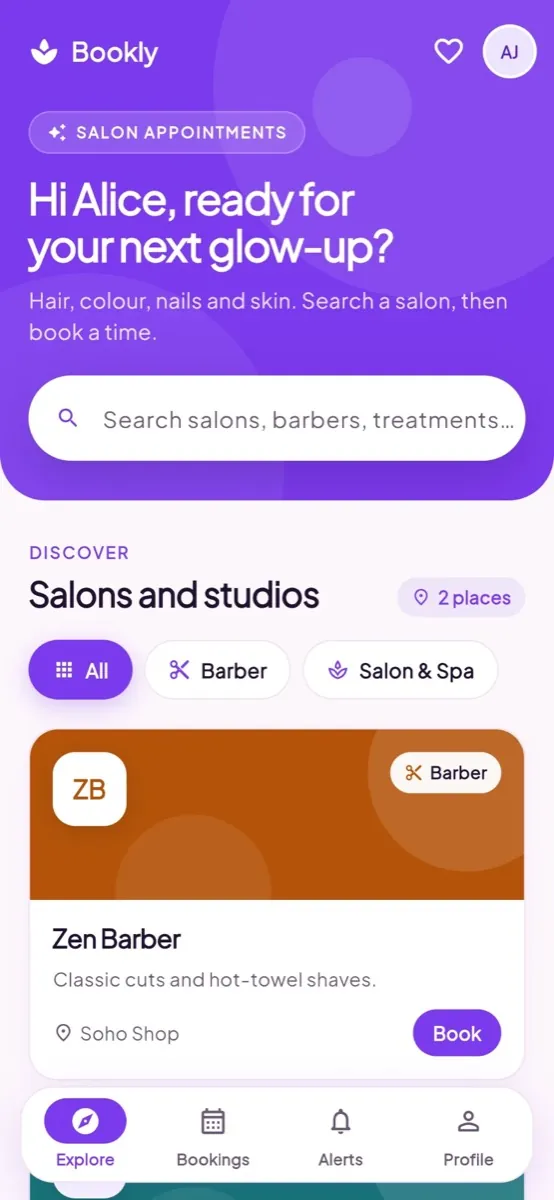 Bookly
AJ
SALON APPOINTMENTS
Hi Alice, ready for
your next glow-up?
Hair, colour, nails and skin. Search a salon, then
book a time.
Search salons, barbers, treatments…
DISCOVER
Salons and studios
2 places
All
Barber
Salon & Spa
ZB
Barber
Zen Barber
Classic cuts and hot-towel shaves.
Soho Shop
Book
Explore
Bookings
Alerts
Profile